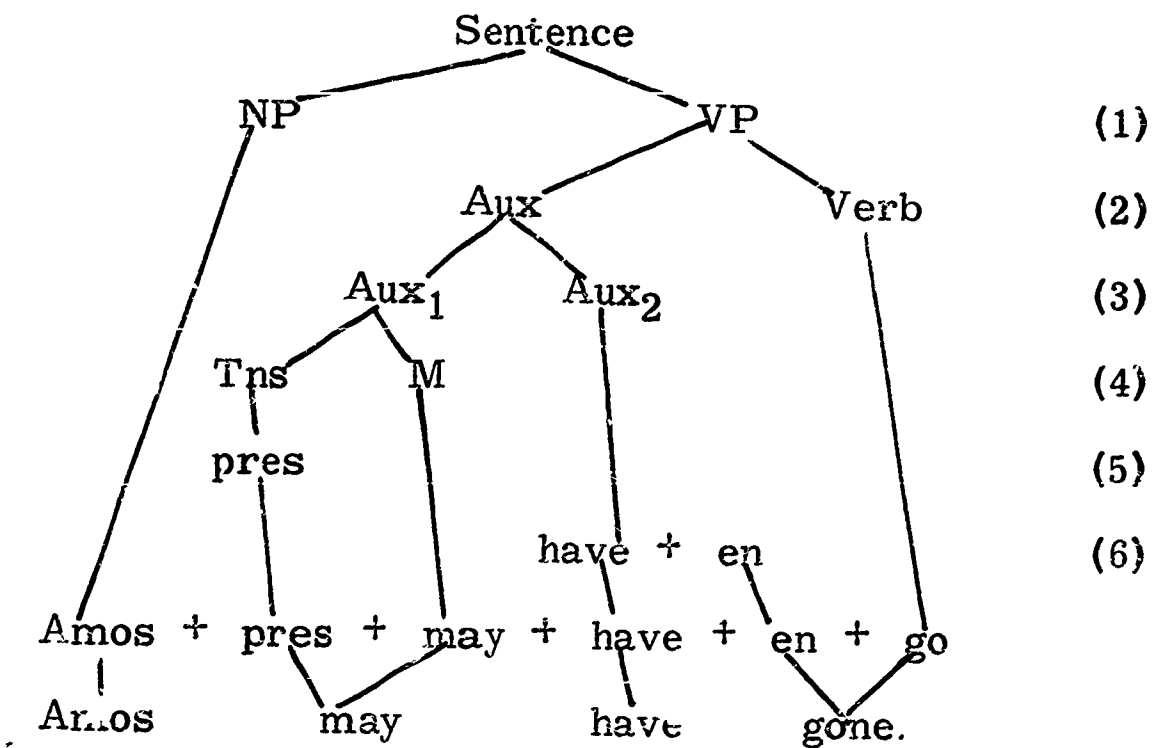 Sentence
NP VP (1)
Aux Verb (2)
Aux1 Aux2 (3)
Tns M (4)
pres (5)
have + en (6)
Amos + pres + may + have + en + go
Amos may have gone.